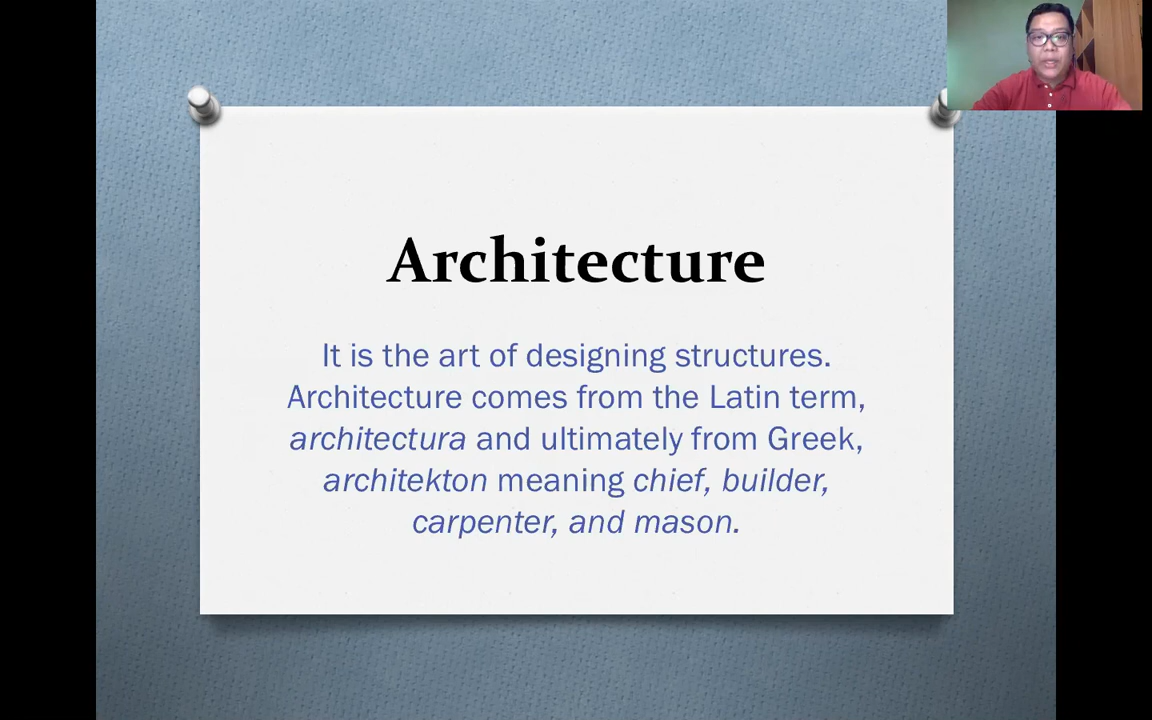 Architecture
It is the art of designing structures.
Architecture comes from the Latin term,
architectura and ultimately from Greek,
architekton meaning chief, builder,
carpenter, and mason.